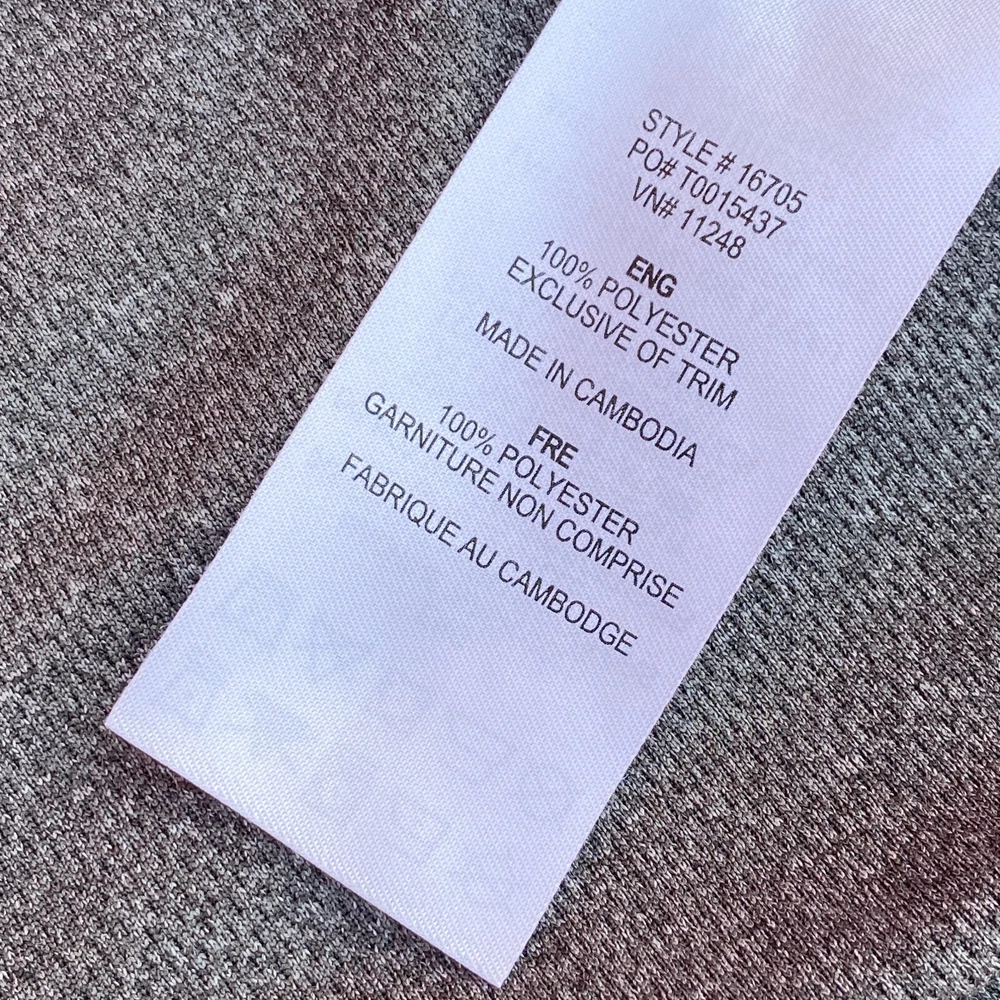 STYLE # 16705
PO# T0015437
VN# 11248
ENG
100% POLYESTER
EXCLUSIVE OF TRIM
MADE IN CAMBODIA
FRE
100% POLYESTER
GARNITURE NON COMPRISE
FABRIQUE AU CAMBODGE